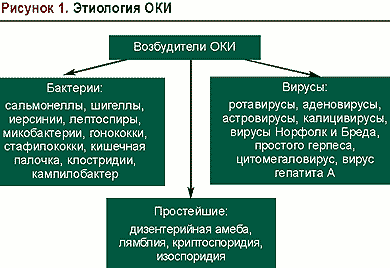 Рисунок 1. Этиология ОКИ
Возбудители ОКИ
Бактерии:
сальмонеллы, шигеллы,
иерсинии, лептоспиры,
микобактерии, гонококки,
стафилококки, кишечная
палочка, клостридии,
кампилобактер
Вирусы:
ротавирусы, аденовирусы,
астровирусы, калицивирусы,
вирусы Норфолк и Бреда,
простого герпеса,
цитомегаловирус, вирус
гепатита А
Простейшие:
дизентерийная амеба,
лямблия, криптоспоридия,
изоспоридия